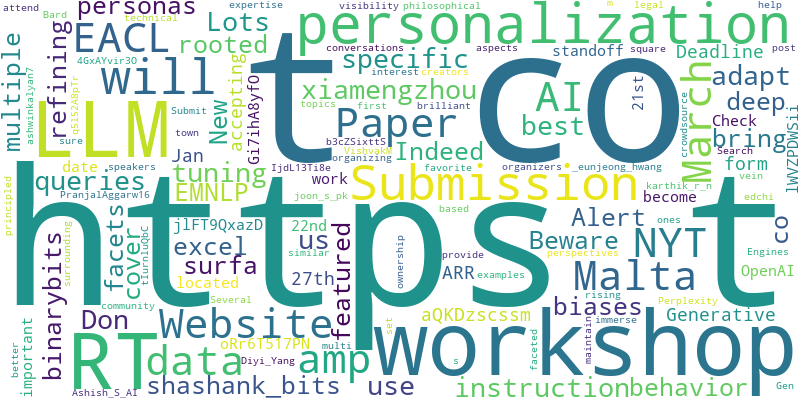 https
t
co
workshop
LLM
RT
personalization
Submission
EACL
will
Paper
Website
Malta
NYT
March
AI
amp
data
us
personas
Lots
rooted
expertise
visibility
philosophical
aspects
technical
legal
m
help
Bard
attend
conversations
square
post
interest
creators
topics
first
brilliant
multiple
refining
4GxAYvir3O
ashwinkalyan7
q5152A8pTr
Submit
town
sure
speakers
date
New
accepting
Gi7ihA8yfO
specific
xiamengzhou
best
standoff
Deadline
21st
adapt
deep
Check
bring
Search
form
crowdsource
lWVZPDWSii
Jan
tuning
queries
EMNLP
PranjalAggarw16
b3cZSixttS
organizing
VishvakM
IjdL13Ti8e
joon_s_pk
work
Indeed
favorite
organizers
_eunjeong_hwang
karthik_r_n
become
vein
ones
edchi
based
similar
provide
examples
perspectives
principled
facets
cover
jlFT9QxazD
22nd
27th
excel
surfa
located
featured
ownership
ARR
Alert
Beware
biases
co
OpenAI
Engines
Generative
Perplexity
rising
immerse
maintain
aQKDzscssm
binarybits
Don
tIurnluQbC
surrounding
community
Several
oRr6T5l7PN
Diyi_Yang
multi
set
faceted
s
important
better
Ashish_S_AI
shashank_bits
use
instruction
behavior
Gen